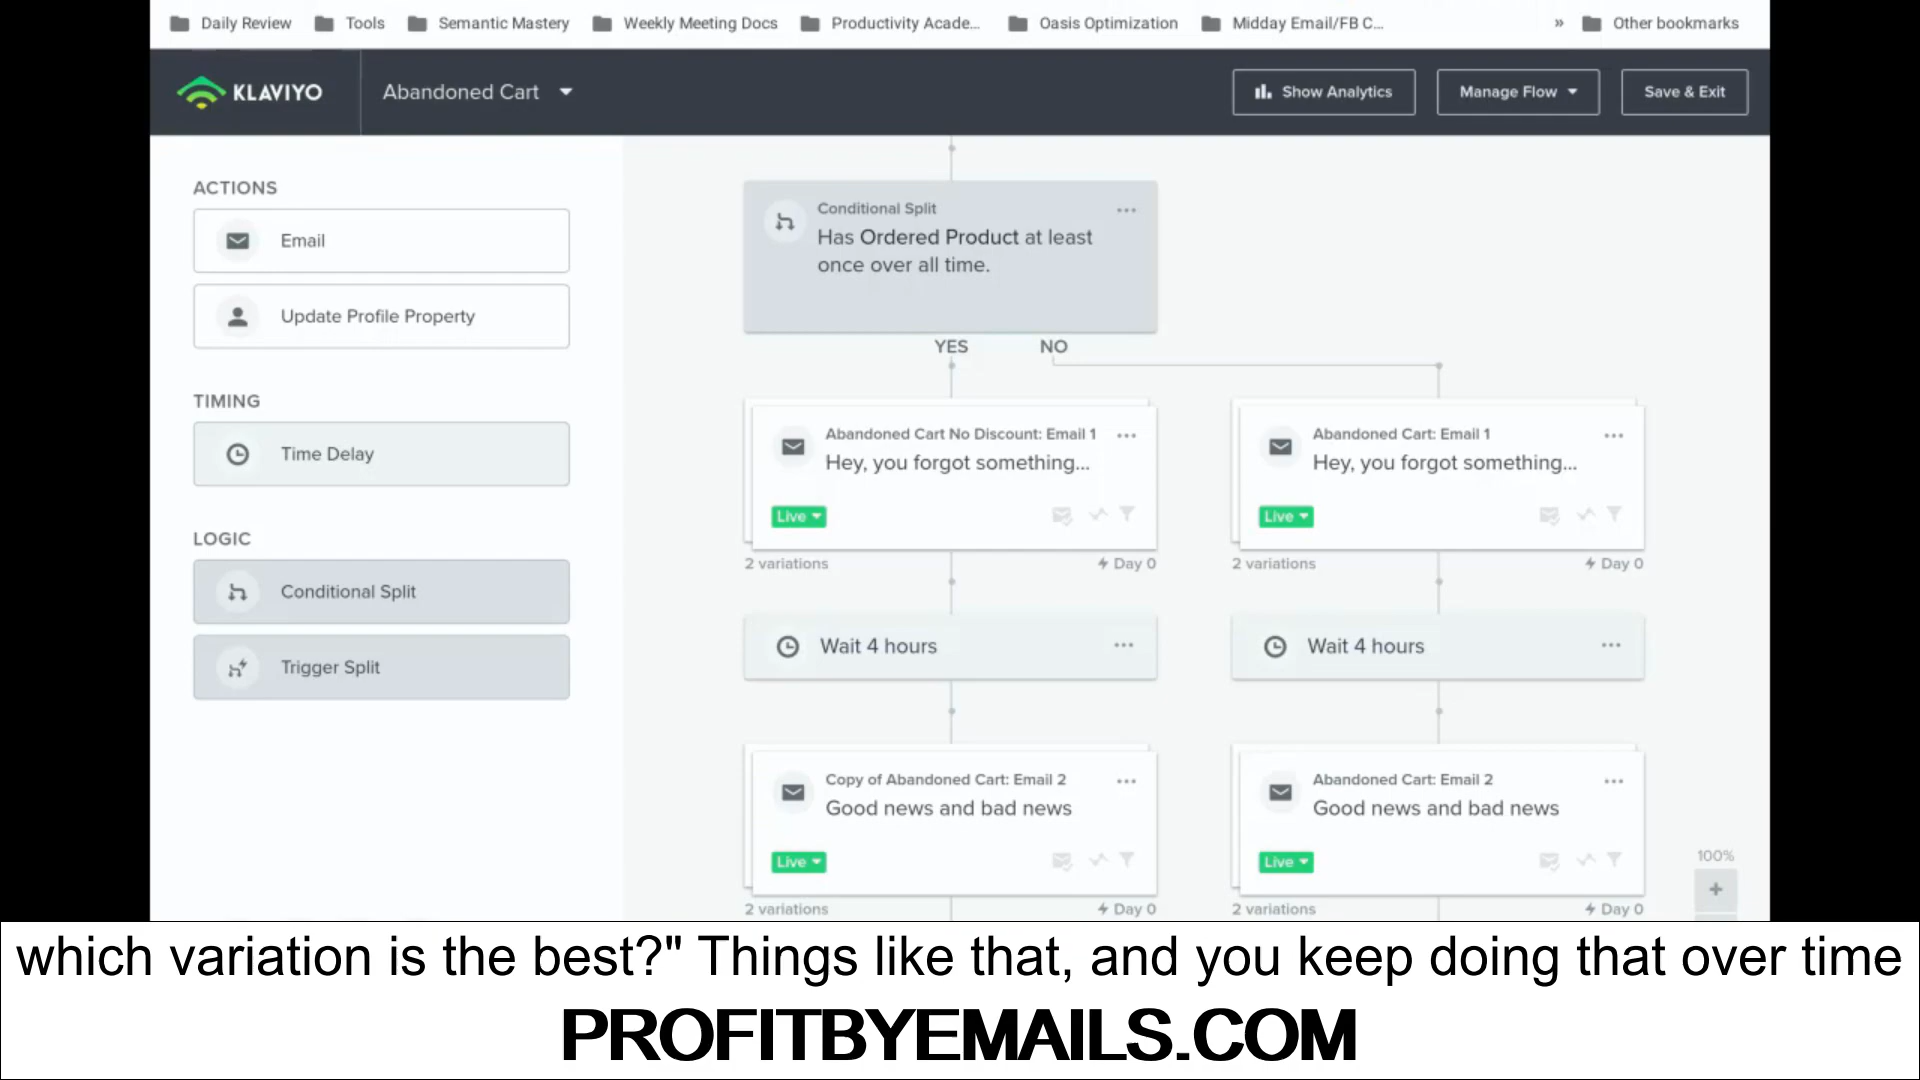 Daily Review Tools Semantic Mastery Weekly Meeting Docs Productivity Acade... Oasis Optimization Midday Email/FB C... » Other bookmarks
KLAVIYO Abandoned Cart Show Analytics Manage Flow Save & Exit
ACTIONS
Email
Update Profile Property
TIMING
Time Delay
LOGIC
Conditional Split
Trigger Split
Conditional Split
Has Ordered Product at least
once over all time.
YES NO
Abandoned Cart No Discount: Email 1
Hey, you forgot something...
Live
2 variations Day 0
Wait 4 hours
Copy of Abandoned Cart: Email 2
Good news and bad news
Live
2 variations Day 0
Abandoned Cart: Email 1
Hey, you forgot something...
Live
2 variations Day 0
Wait 4 hours
Abandoned Cart: Email 2
Good news and bad news
Live
2 variations Day 0
100%
+
which variation is the best?" Things like that, and you keep doing that over time
PROFITBYEMAILS.COM